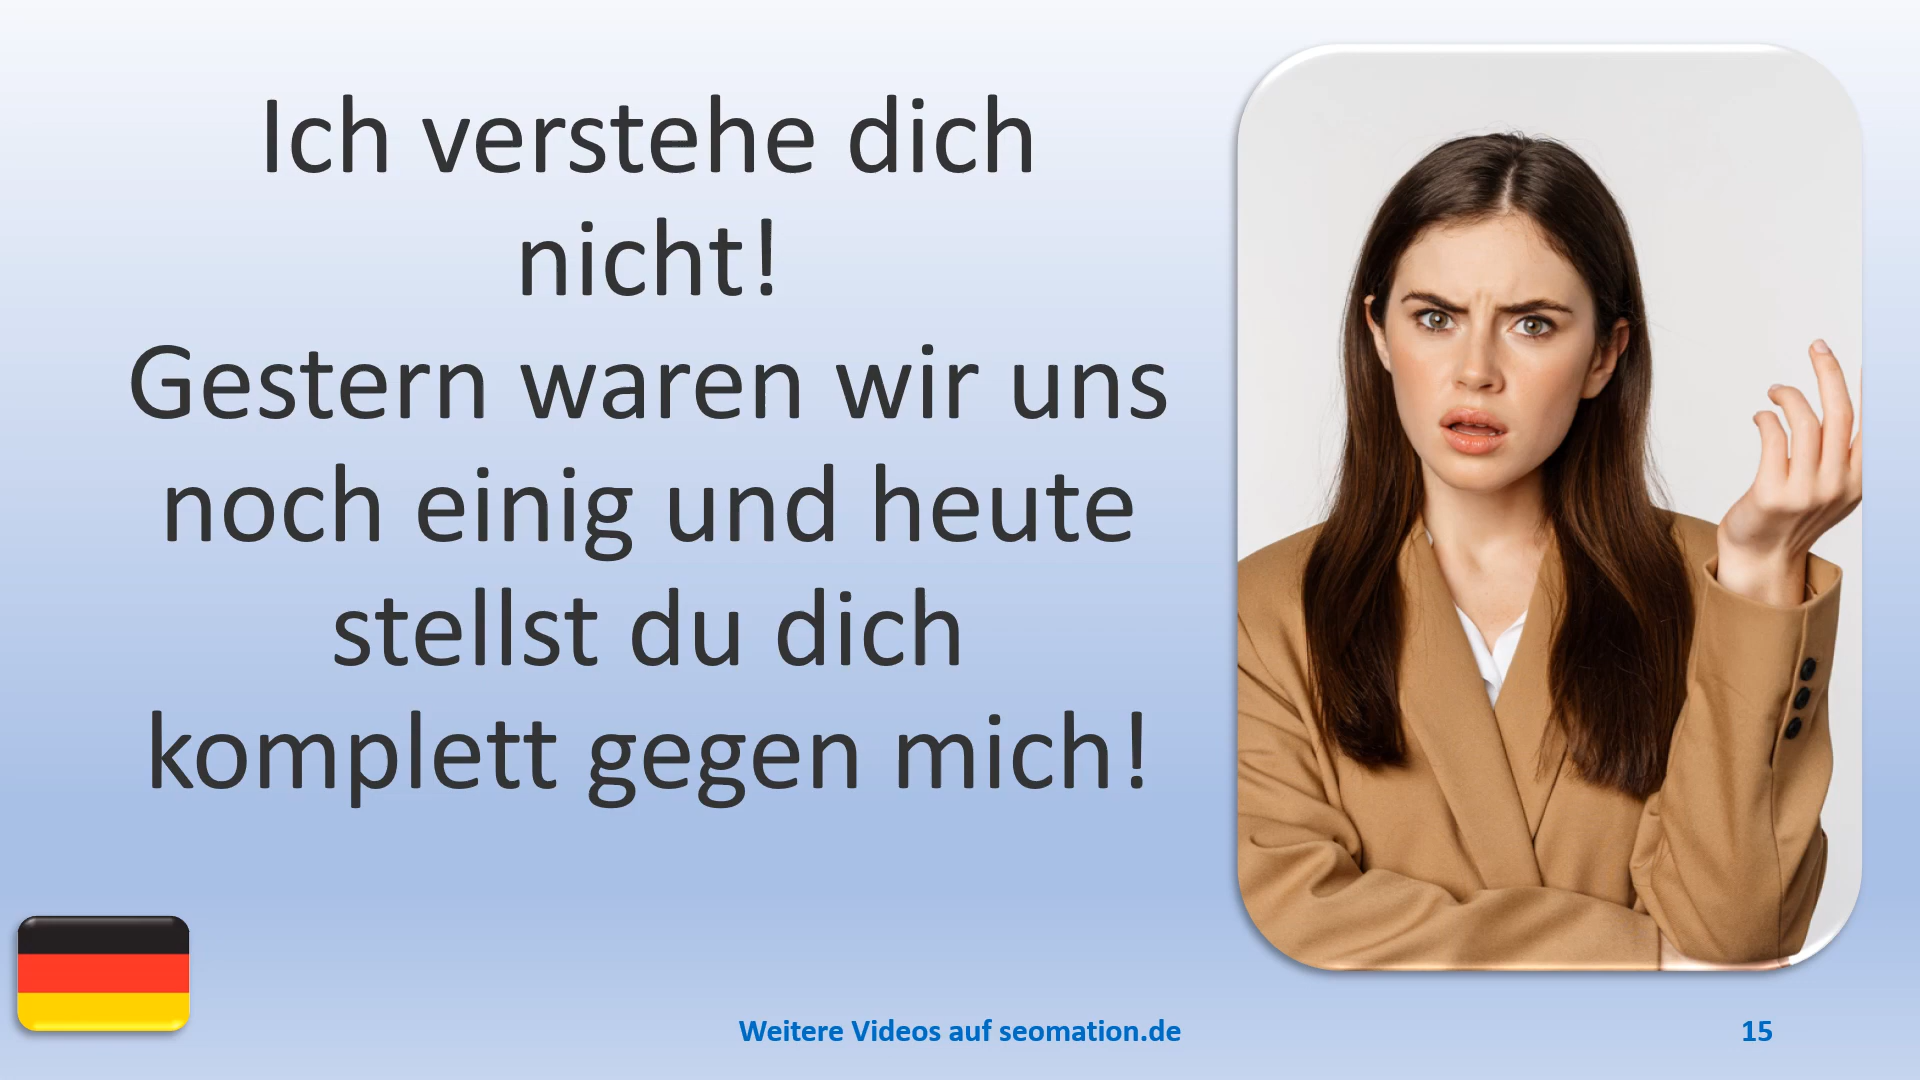 Ich verstehe dich
nicht!
Gestern waren wir uns
noch einig und heute
stellst du dich
komplett gegen mich!
Weitere Videos auf seomation.de
15